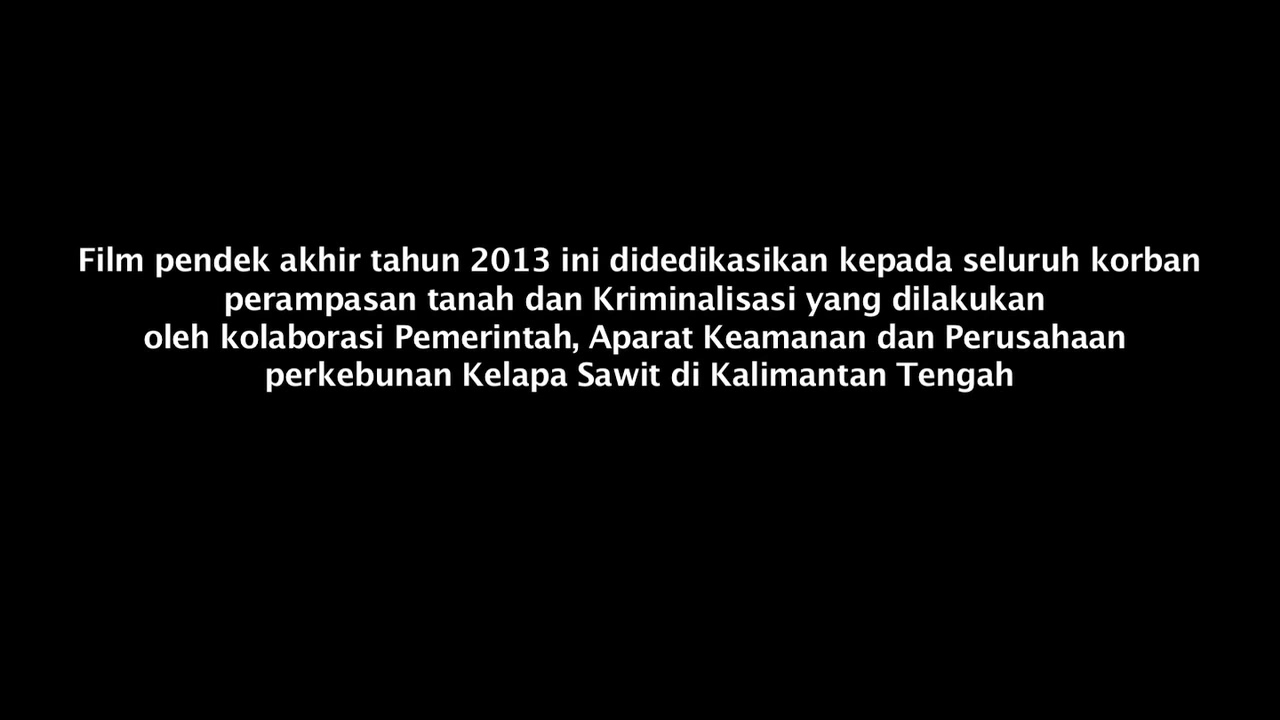 Film pendek akhir tahun 2013 ini didedikasikan kepada seluruh korban
perampasan tanah dan Kriminalisasi yang dilakukan
oleh kolaborasi Pemerintah, Aparat Keamanan dan Perusahaan
perkebunan Kelapa Sawit di Kalimantan Tengah